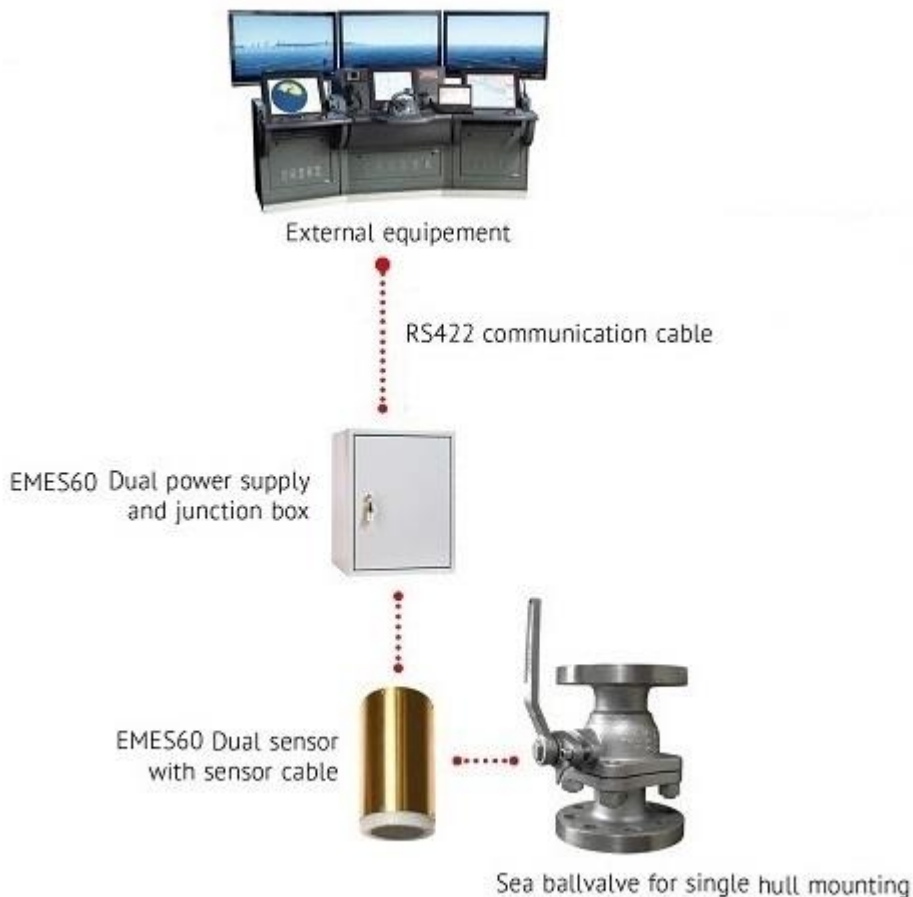 External equipement
RS422 communication cable
EMES60 Dual power supply
and junction box
EMES60 Dual sensor
with sensor cable
Sea ballvalve for single hull mounting